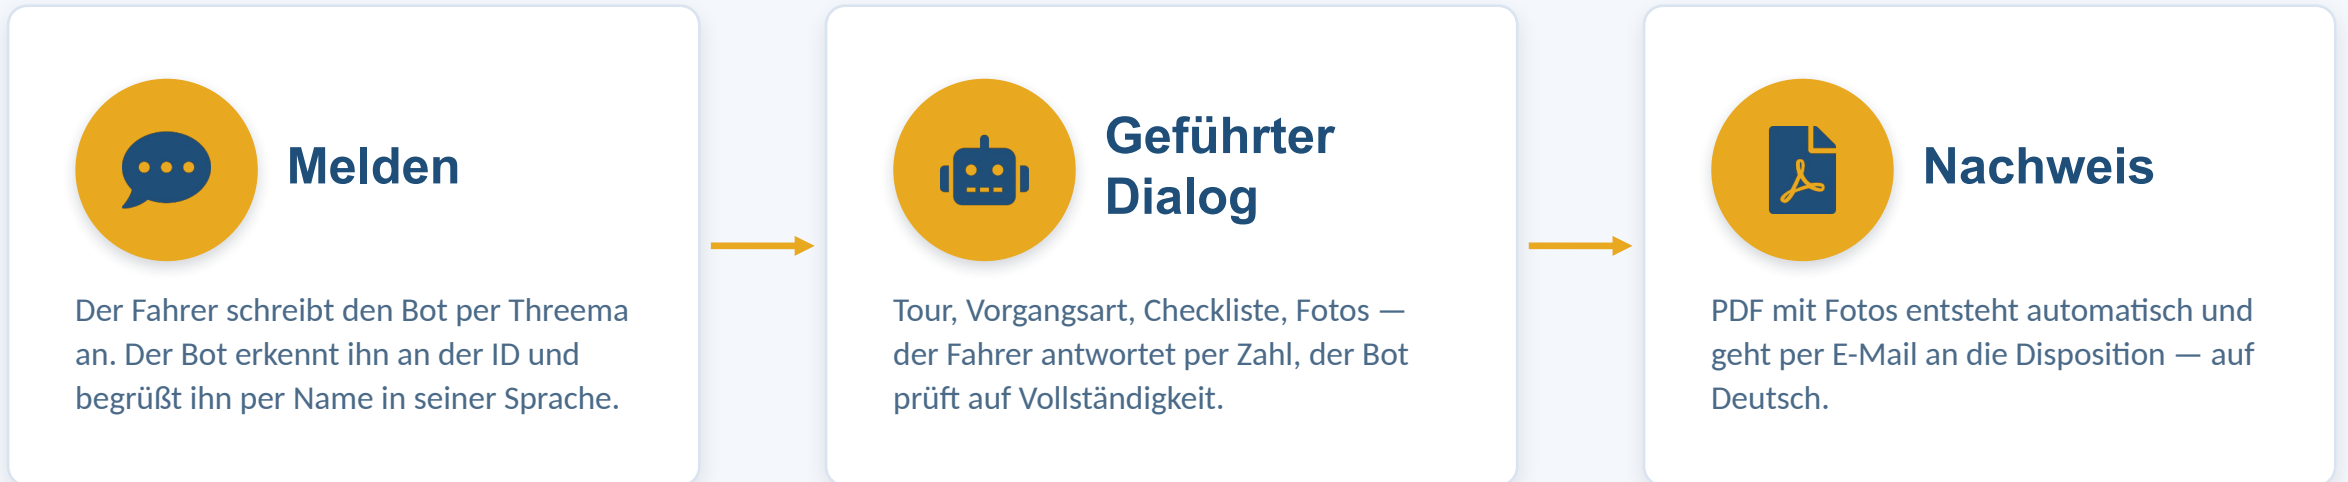 Melden
Der Fahrer schreibt den Bot per Threema
an. Der Bot erkennt ihn an der ID und
begrüßt ihn per Name in seiner Sprache.
Geführter
Dialog
Tour, Vorgangsart, Checkliste, Fotos —
der Fahrer antwortet per Zahl, der Bot
prüft auf Vollständigkeit.
Nachweis
PDF mit Fotos entsteht automatisch und
geht per E-Mail an die Disposition — auf
Deutsch.